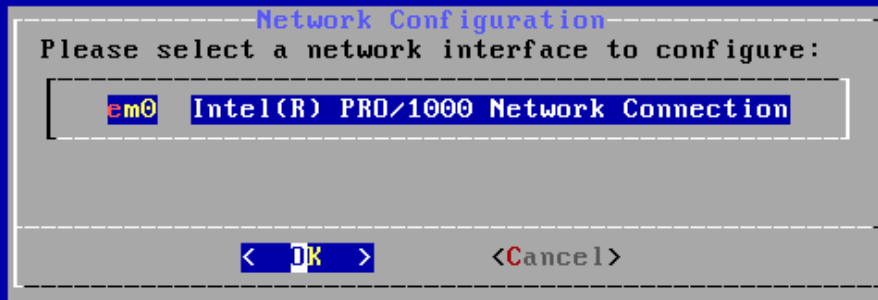 Network Configuration
Please select a network interface to configure:
em0 Intel(R) PRO/1000 Network Connection
< OK > <Cancel>